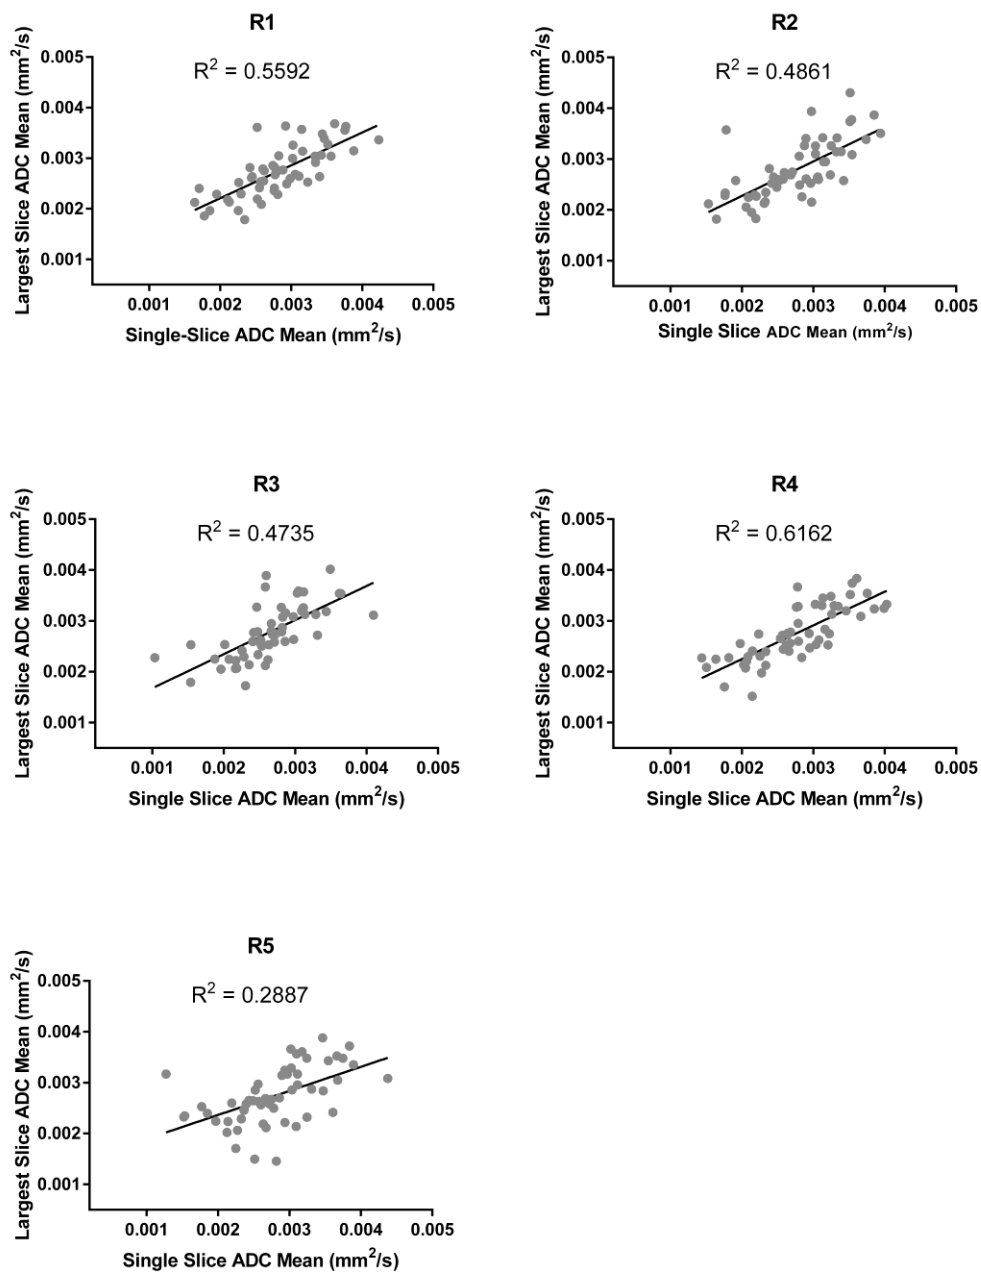 R1
R² = 0.5592
Largest Slice ADC Mean (mm²/s)
0.005
0.004
0.003
0.002
0.001
0.001 0.002 0.003 0.004 0.005
Single-Slice ADC Mean (mm²/s)
R2
R² = 0.4861
Largest Slice ADC Mean (mm²/s)
0.005
0.004
0.003
0.002
0.001
0.001 0.002 0.003 0.004 0.005
Single Slice ADC Mean (mm²/s)
R3
R² = 0.4735
Largest Slice ADC Mean (mm²/s)
0.005
0.004
0.003
0.002
0.001
0.001 0.002 0.003 0.004 0.005
Single Slice ADC Mean (mm²/s)
R4
R² = 0.6162
Largest Slice ADC Mean (mm²/s)
0.005
0.004
0.003
0.002
0.001
0.001 0.002 0.003 0.004 0.005
Single Slice ADC Mean (mm²/s)
R5
R² = 0.2887
Largest Slice ADC Mean (mm²/s)
0.005
0.004
0.003
0.002
0.001
0.001 0.002 0.003 0.004 0.005
Single Slice ADC Mean (mm²/s)